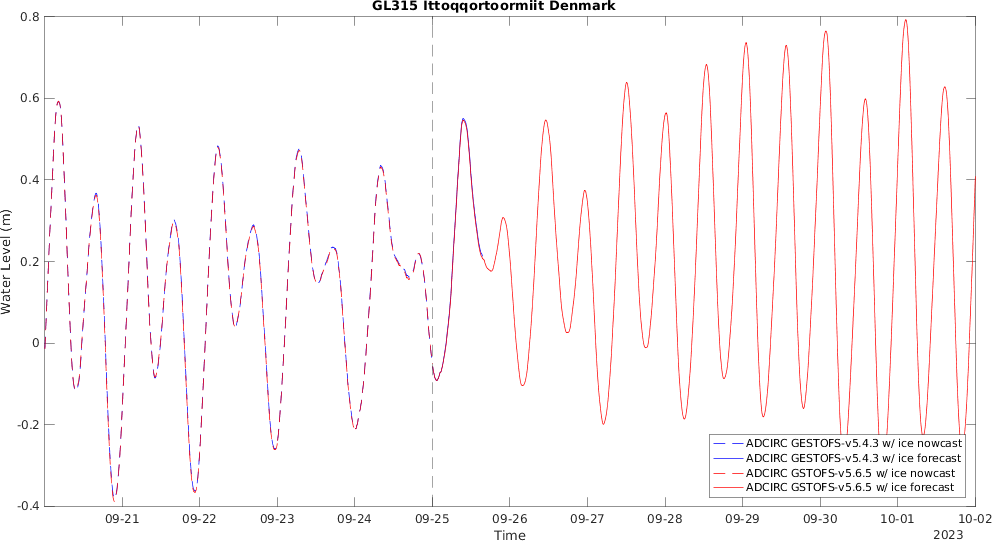 GL315 Ittoqqortoormiit Denmark
0.8
0.6
0.4
0.2
0
-0.2
-0.4
Water Level (m)
ADCIRC GESTOFS-v5.4.3 w/ ice nowcast
ADCIRC GESTOFS-v5.4.3 w/ ice forecast
ADCIRC GSTOFS-v5.6.5 w/ ice nowcast
ADCIRC GSTOFS-v5.6.5 w/ ice forecast
09-21 09-22 09-23 09-24 09-25 09-26 09-27 09-28 09-29 09-30 10-01 10-02
Time
2023